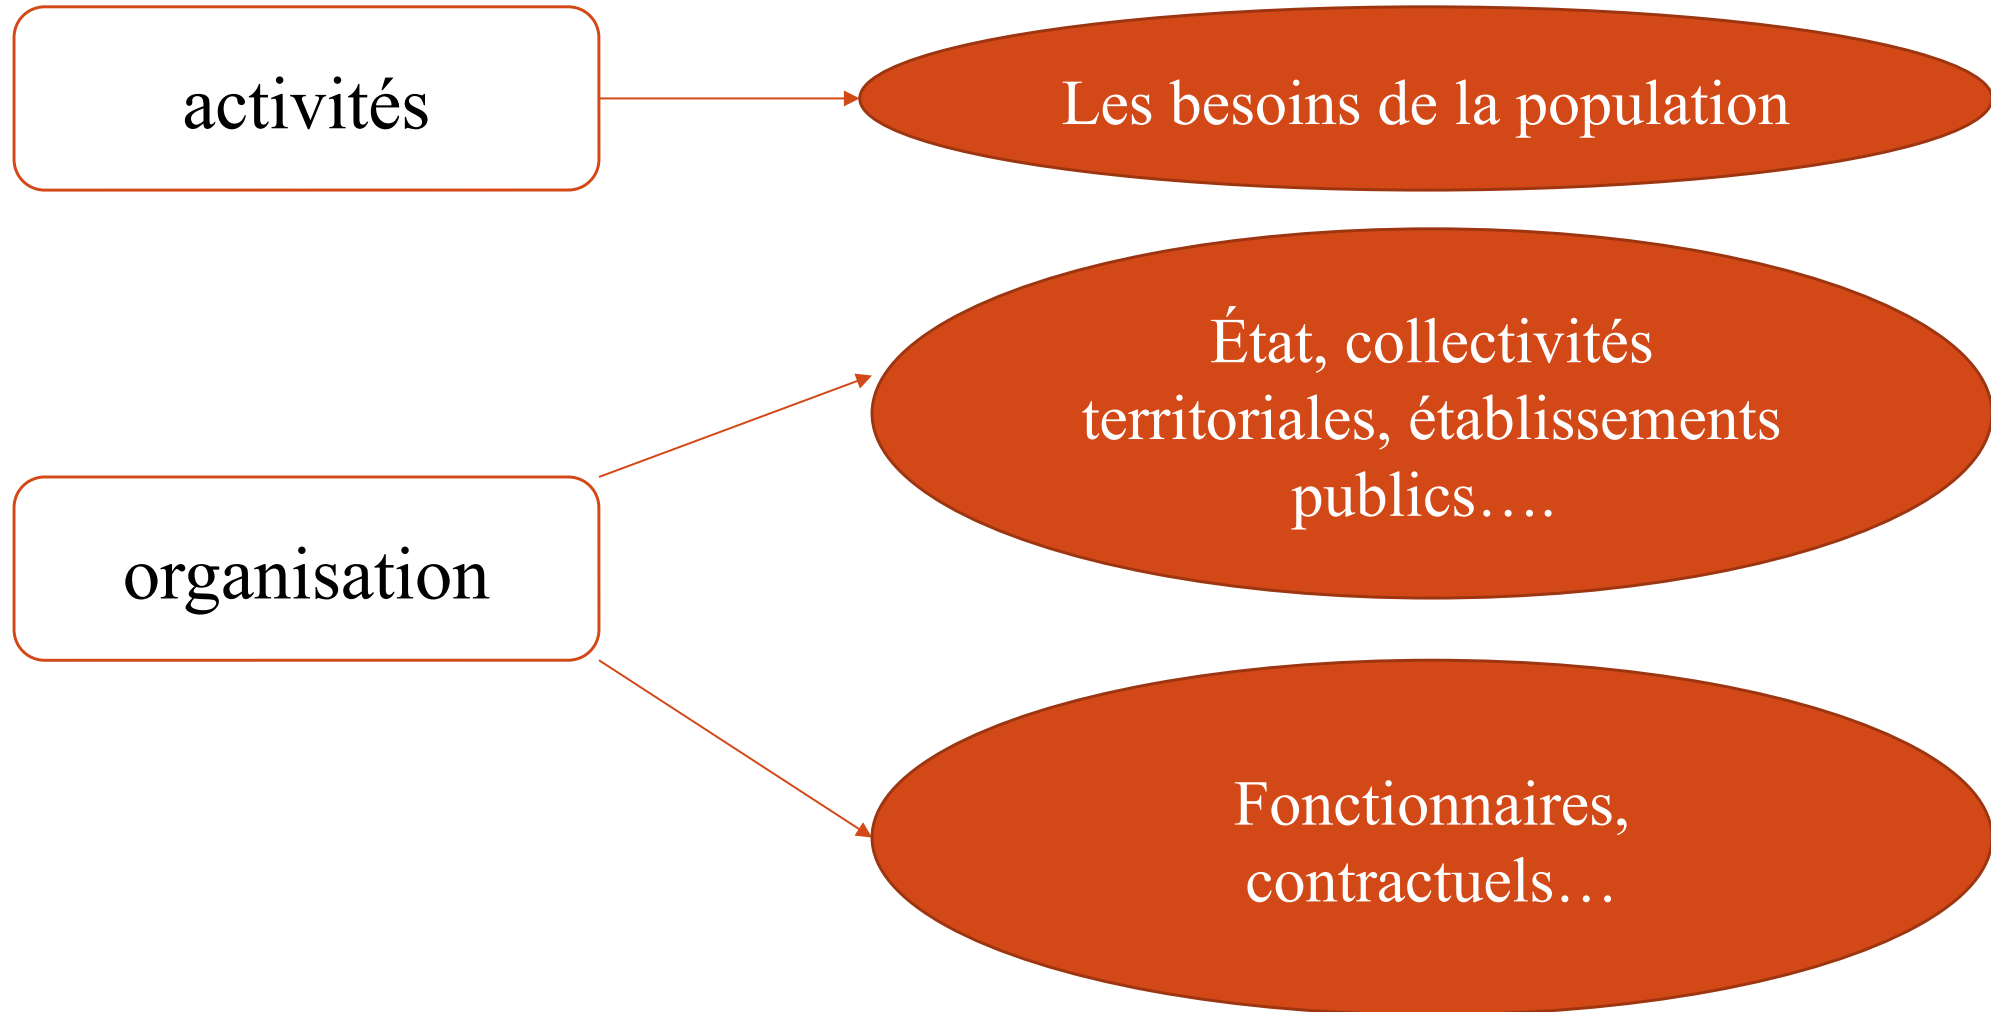 activités
Les besoins de la population
État, collectivités
territoriales, établissements
publics….
organisation
Fonctionnaires,
contractuels…